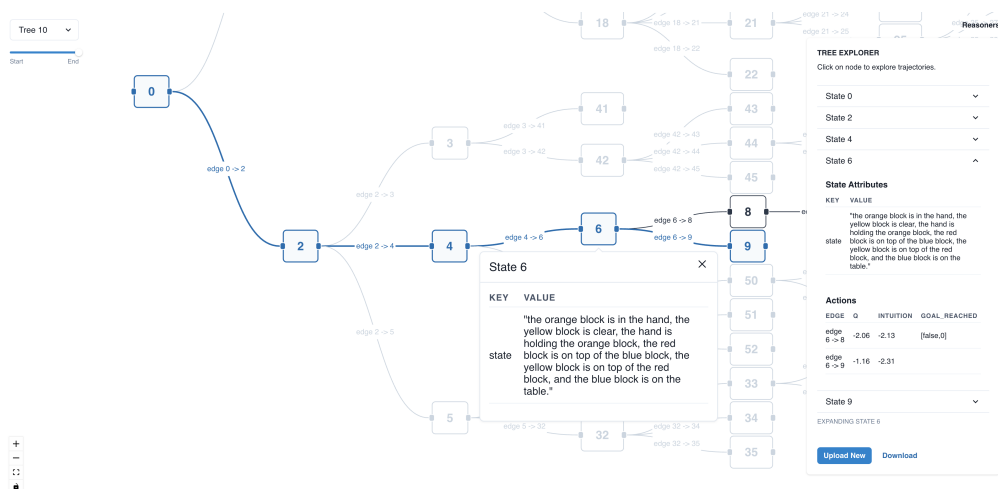 Tree 10
Start End
0
edge 0 -> 2
2
edge 2 -> 3
edge 2 -> 4
edge 2 -> 5
3
4
5
edge 3 -> 41
edge 3 -> 42
edge 4 -> 6
edge 5 -> 32
18
41
42
6
32
edge 18 -> 21
edge 18 -> 22
edge 42 -> 43
edge 42 -> 44
edge 42 -> 45
edge 6 -> 8
edge 6 -> 9
edge 32 -> 34
edge 32 -> 35
21
22
43
44
45
8
9
50
51
52
33
34
35
edge 21 -> 24
edge 21 -> 25
State 6
KEY VALUE
state
"the orange block is in the hand, the
yellow block is clear, the hand is
holding the orange block, the red
block is on top of the blue block, the
yellow block is on top of the red
block, and the blue block is on the
table."
Reasoners
TREE EXPLORER
Click on node to explore trajectories.
State 0
State 2
State 4
State 6
State Attributes
KEY VALUE
state
"the orange block is in the hand, the
yellow block is clear, the hand is
holding the orange block, the red
block is on top of the blue block, the
yellow block is on top of the red
block, and the blue block is on the
table."
Actions
EDGE Q INTUITION GOAL_REACHED
edge
6 -> 8 -2.06 -2.13 [false,0]
edge
6 -> 9 -1.16 -2.31
State 9
EXPANDING STATE 6
Upload New Download